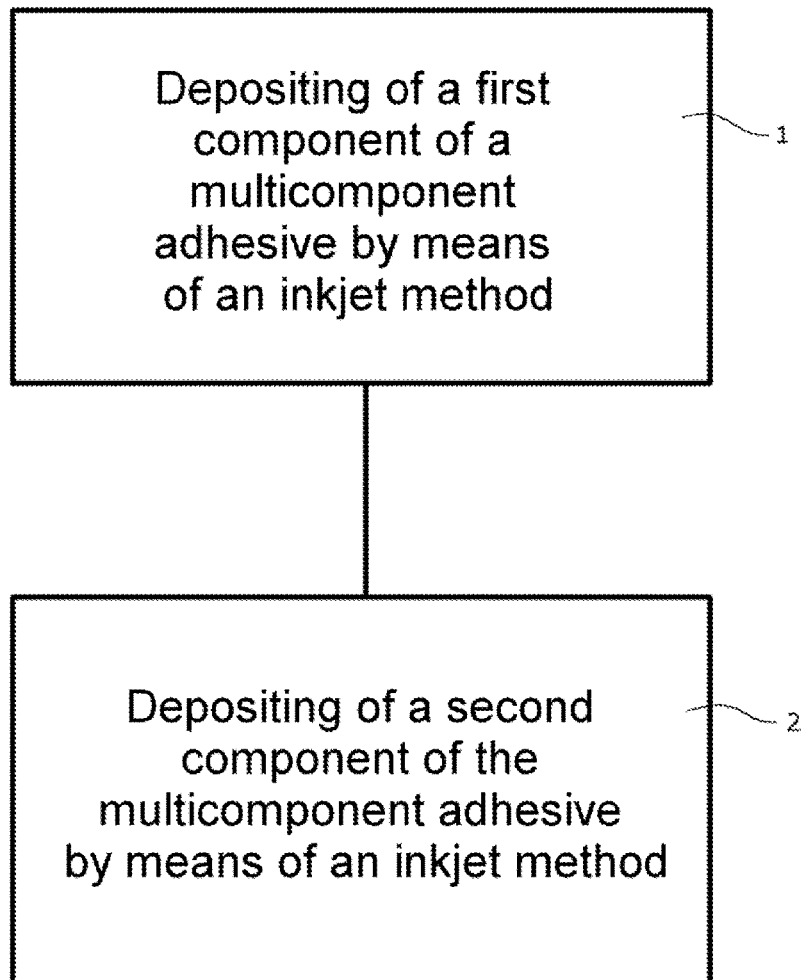 Depositing of a first
component of a
multicomponent
adhesive by means
of an inkjet method
1
Depositing of a second
component of the
multicomponent adhesive
by means of an inkjet method
2